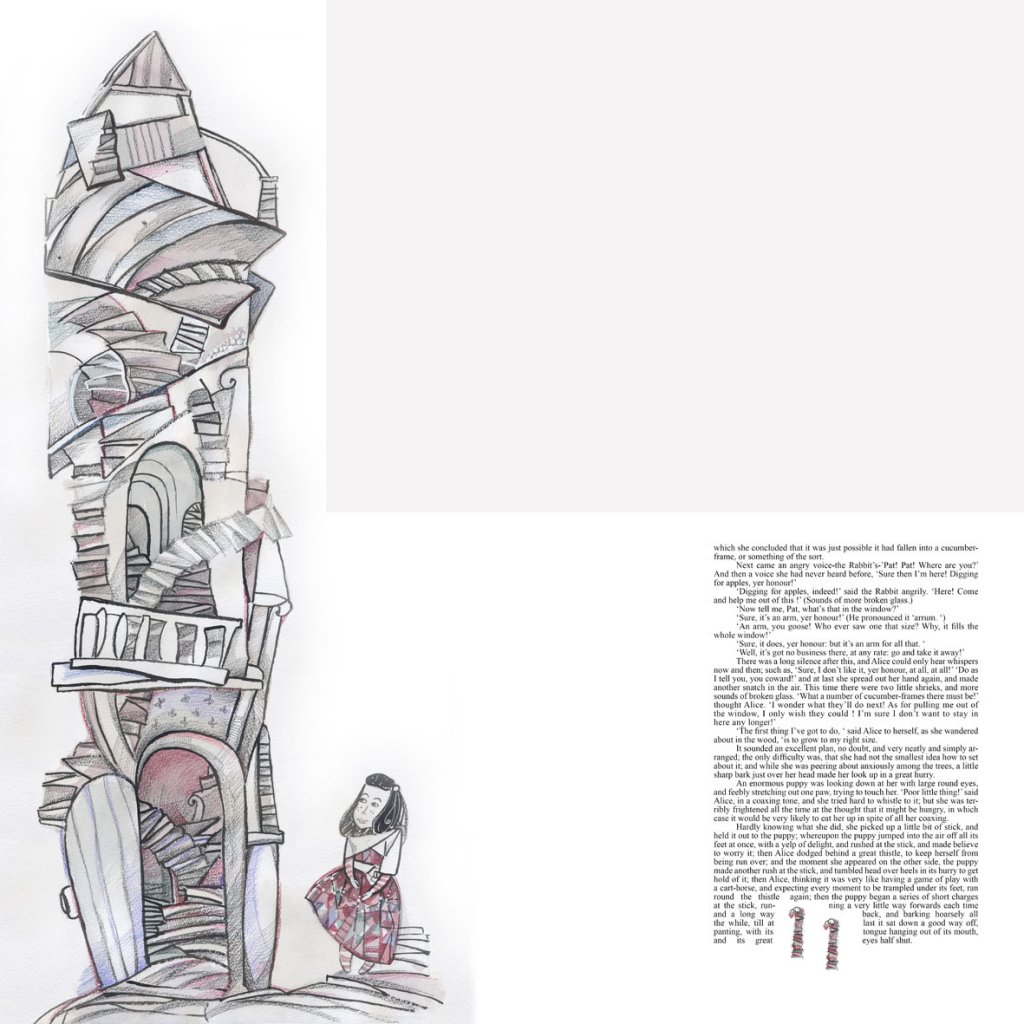 which she concluded that it was just possible it had fallen into a cucumber-
frame, or something of the sort.
Next came an angry voice-the Rabbit's-'Pat! Pat! Where are you?'
And then a voice she had never heard before, 'Sure then I'm here! Digging
for apples, yer honour!'
'Digging for apples, indeed!' said the Rabbit angrily. 'Here! Come
and help me out of this !' (Sounds of more broken glass.)
'Now tell me, Pat, what's that in the window?'
'Sure, it's an arm, yer honour!' (He pronounced it 'arrum. ')
'An arm, you goose! Who ever saw one that size? Why, it fills the
whole window!'
'Sure, it does, yer honour: but it's an arm for all that. '
'Well, it's got no business there, at any rate: go and take it away!'
There was a long silence after this, and Alice could only hear whispers
now and then; such as, 'Sure, I don't like it, yer honour, at all, at all!' 'Do as
I tell you, you coward!' and at last she spread out her hand again, and made
another snatch in the air. This time there were two little shrieks, and more
sounds of broken glass. 'What a number of cucumber-frames there must be!'
thought Alice. 'I wonder what they'll do next! As for pulling me out of
the window, I only wish they could ! I'm sure I don't want to stay in
here any longer!'
'The first thing I've got to do, ' said Alice to herself, as she wandered
about in the wood, 'is to grow to my right size.
It sounded an excellent plan, no doubt, and very neatly and simply ar-
ranged; the only difficulty was, that she had not the smallest idea how to set
about it; and while she was peering about anxiously among the trees, a little
sharp bark just over her head made her look up in a great hurry.
An enormous puppy was looking down at her with large round eyes,
and feebly stretching out one paw, trying to touch her. 'Poor little thing!' said
Alice, in a coaxing tone, and she tried hard to whistle to it; but she was ter-
ribly frightened all the time at the thought that it might be hungry, in which
case it would be very likely to eat her up in spite of all her coaxing.
Hardly knowing what she did, she picked up a little bit of stick, and
held it out to the puppy; whereupon the puppy jumped into the air off all its
feet at once, with a yelp of delight, and rushed at the stick, and made believe
to worry it; then Alice dodged behind a great thistle, to keep herself from
being run over; and the moment she appeared on the other side, the puppy
made another rush at the stick, and tumbled head over heels in its hurry to get
hold of it; then Alice, thinking it was very like having a game of play with
a cart-horse, and expecting every moment to be trampled under its feet, ran
round the thistle again; then the puppy began a series of short charges
at the stick, run- ning a very little way forwards each time
and a long way back, and barking hoarsely all
the while, till at last it sat down a good way off,
panting, with its tongue hanging out of its mouth,
and its great eyes half shut.